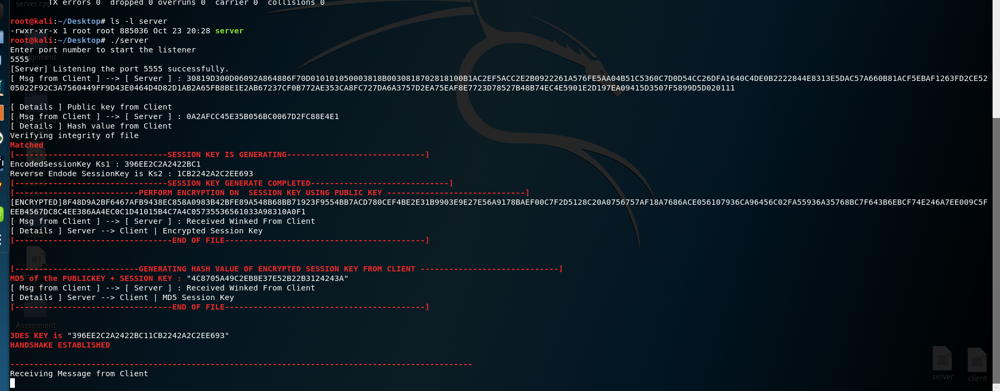 server.cpp
TX errors 0  dropped 0 overruns 0  carrier 0  collisions 0
root@kali:~/Desktop# ls -l server
-rwxr-xr-x 1 root root 885036 Oct 23 20:28 server
root@kali:~/Desktop# ./server
Enter port number to start the listener
5555
[Server] Listening the port 5555 successfully.
[ Msg from Client ] --> [ Server ] : 30819D300D06092A864886F70D010101050003818B0030818702818100B1AC2EF5ACC2E2B0922261A576FE5AA04B51C5360C7D0D54CC26DFA1640C4DE0B2222844E8313E5DAC57A660B81ACF5EBAF1263FD2CE52
05022F92C3A7560449FF9D43E0464D4D82D1AB2A65FB8BE1E2AB67237CF0B772AE353CA8FC727DA6A3757D2EA75EAF8E7723D78527B48B74EC4E5901E2D197EA09415D3507F5899D5D020111
[ Details ] Public key from Client
[ Msg from Client ] --> [ Server ] : 0A2AFCC45E35B056BC0067D2FC88E4E1
[ Details ] Hash value from Client
Verifying integrity of file
Matched
[--------------------------------SESSION KEY IS GENERATING-----------------------------]
EncodedSessionKey Ks1 : 396EE2C2A2422BC1
Reverse Endode SessionKey is Ks2 : 1CB2242A2C2EE693
[--------------------------------SESSION KEY GENERATE COMPLETED-----------------------------]
[--------------------------PERFORM ENCRYPTION ON  SESSION KEY USING PUBLIC KEY -----------------------------]
[ENCRYPTED]8F48D9A2BF6467AFB9438EC858A0983B42BFE89A548B68BB71923F9554BB7ACD780CEF4BE2E31B9903E9E27E56A9178BAEF00C7F2D5128C20A0756757AF18A7686ACE056107936CA96456C02FA55936A35768BC7F643B6EBCF74E246A7EE009C5F
EEB4567DC8C4EE386AA4EC0C1D41015B4C7A4C05735536561033A98310A0F1
[ Msg from Client ] --> [ Server ] : Received Winked From Client
[ Details ] Server --> Client | Encrypted Session Key
[---------------------------------END OF FILE------------------------------------------]
[--------------------------GENERATING HASH VALUE OF ENCRYPTED SESSION KEY FROM CLIENT -----------------------------]
MD5 of the PUBLICKEY + SESSION KEY : "4C8705A49C2EB8E37E52B22B3124243A"
[ Msg from Client ] --> [ Server ] : Received Winked From Client
[ Details ] Server --> Client | MD5 Session Key
[---------------------------------END OF FILE------------------------------------------]
Assignment
3DES KEY is "396EE2C2A2422BC11CB2242A2C2EE693"
HANDSHAKE ESTABLISHED
-------------------------------------------------------------------------------------------------
Receiving Message from Client
server
client